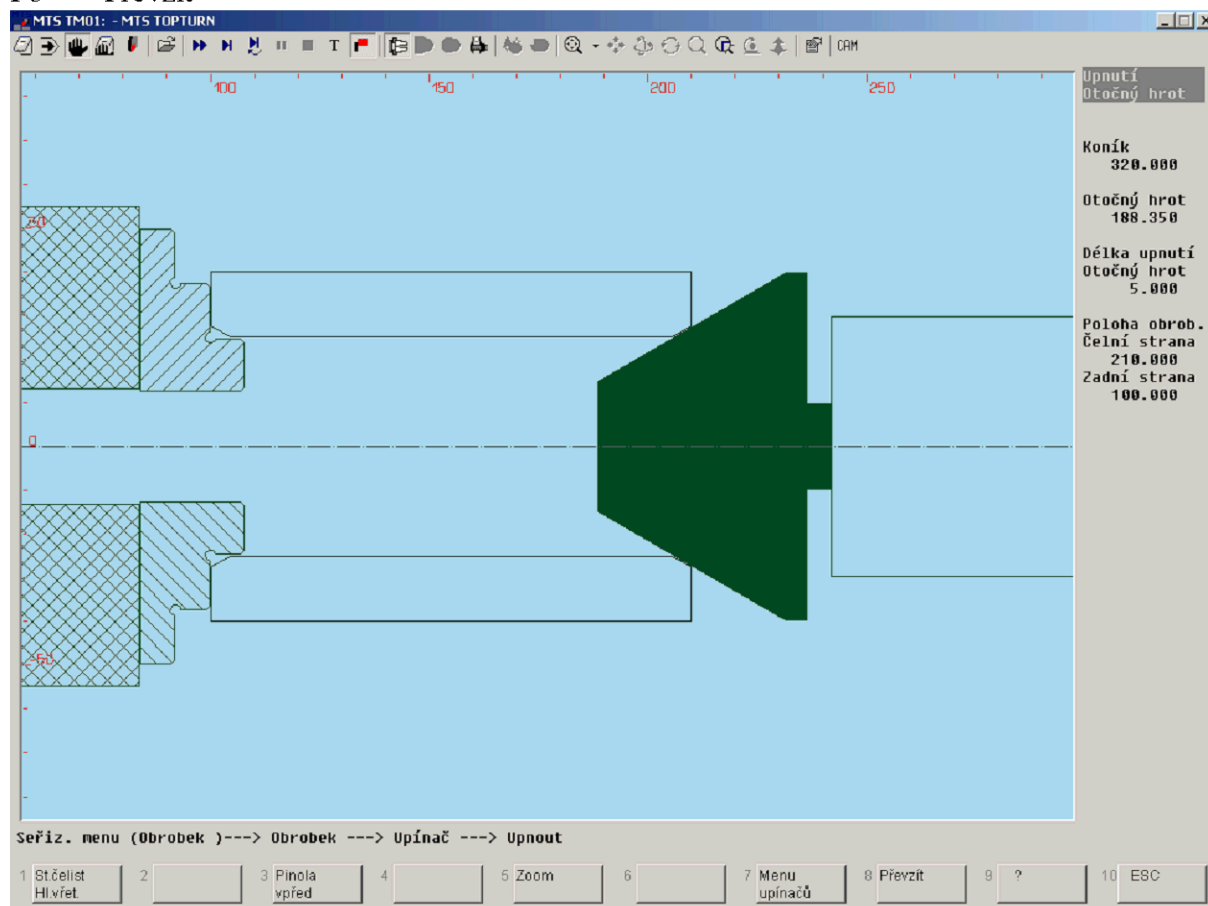 MTS TM01: - MTS TOPTURN
T CAM
100 150 200 250
0
Upnutí
Otočný hrot
Koník
320.000
Otočný hrot
188.350
Délka upnutí
Otočný hrot
5.000
Poloha obrob.
Čelní strana
210.000
Zadní strana
100.000
Seřiz. menu (Obrobek )---> Obrobek ---> Upínač ---> Upnout
1 St.čelist 2 3 Pinola 4 5 Zoom 6 7 Menu 8 Převzít 9 ? 10 ESC
Hl.vřet. vpřed upínačů